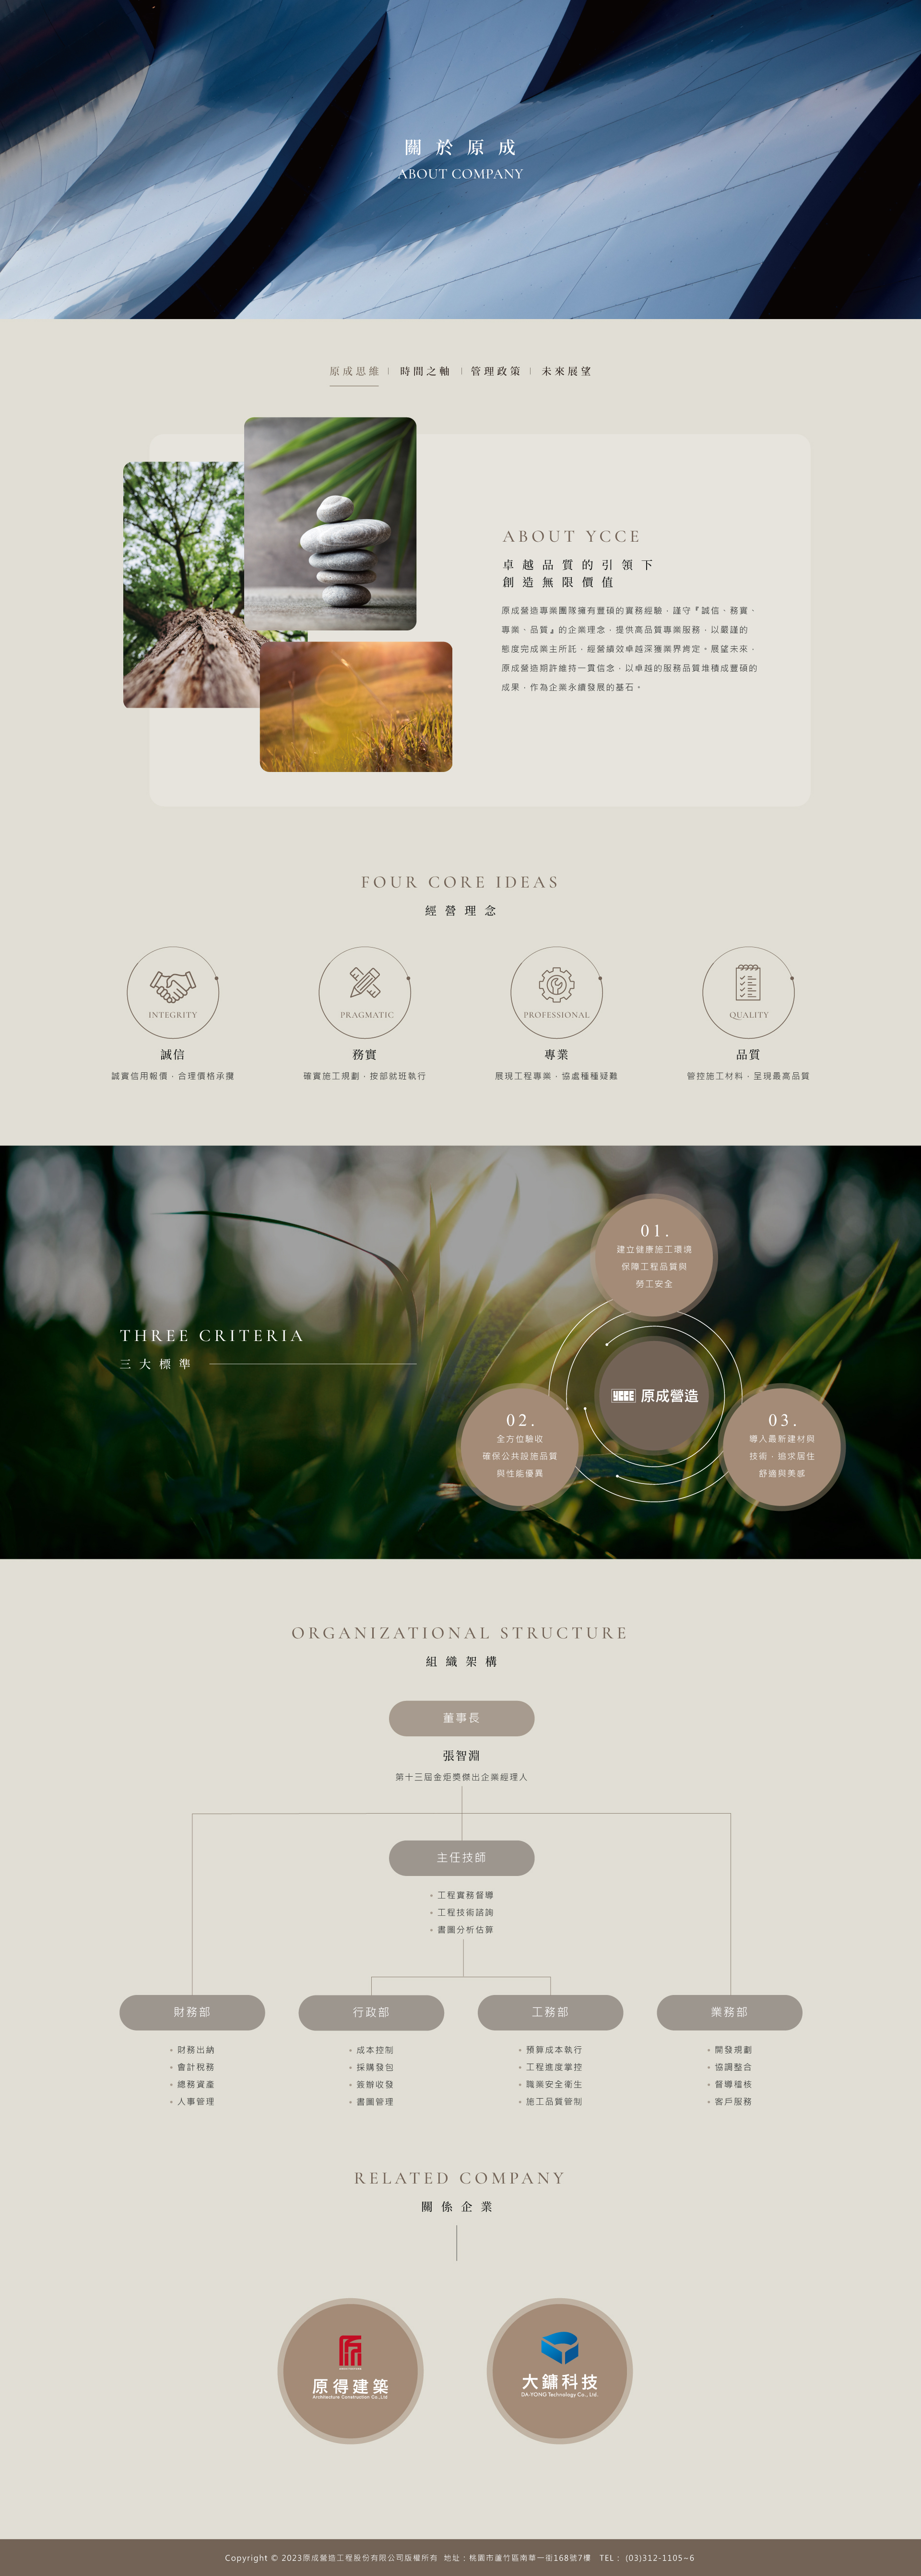 關於原成
ABOUT COMPANY
原成思維 | 時間之軸 | 管理政策 | 未來展望
ABOUT YCCE
卓越品質的引領下
創造無限價值
原成營造專業團隊擁有豐碩的實務經驗，謹守『誠信、務實、
專業、品質』的企業理念，提供高品質專業服務，以嚴謹的
態度完成業主所託，經營績效卓越深獲業界肯定。展望未來，
原成營造期許維持一貫信念，以卓越的服務品質堆積成豐碩的
成果，作為企業永續發展的基石。
FOUR CORE IDEAS
經營理念
INTEGRITY
誠信
誠實信用報價，合理價格承攬
PRAGMATIC
務實
確實施工規劃，按部就班執行
PROFESSIONAL
專業
展現工程專業，協處種種疑難
QUALITY
品質
管控施工材料，呈現最高品質
THREE CRITERIA
三大標準
01.
建立健康施工環境
保障工程品質與
勞工安全
YCCE 原成營造
02.
全方位驗收
確保公共設施品質
與性能優異
03.
導入最新建材與
技術，追求居住
舒適與美感
ORGANIZATIONAL STRUCTURE
組織架構
董事長
張智淵
第十三屆金炬獎傑出企業經理人
主任技師
工程實務督導
工程技術諮詢
書圖分析估算
財務部
財務出納
會計稅務
總務資產
人事管理
行政部
成本控制
採購發包
簽辦收發
書圖管理
工務部
預算成本執行
工程進度掌控
職業安全衛生
施工品質管制
業務部
開發規劃
協調整合
督導稽核
客戶服務
RELATED COMPANY
關係企業
原得建築
Architecture Construction Co.,Ltd.
大鏞科技
DA-YONG Technology Co., Ltd.
Copyright © 2023原成營造工程股份有限公司版權所有 地址：桃園市蘆竹區南華一街168號7樓 TEL： (03)312-1105~6